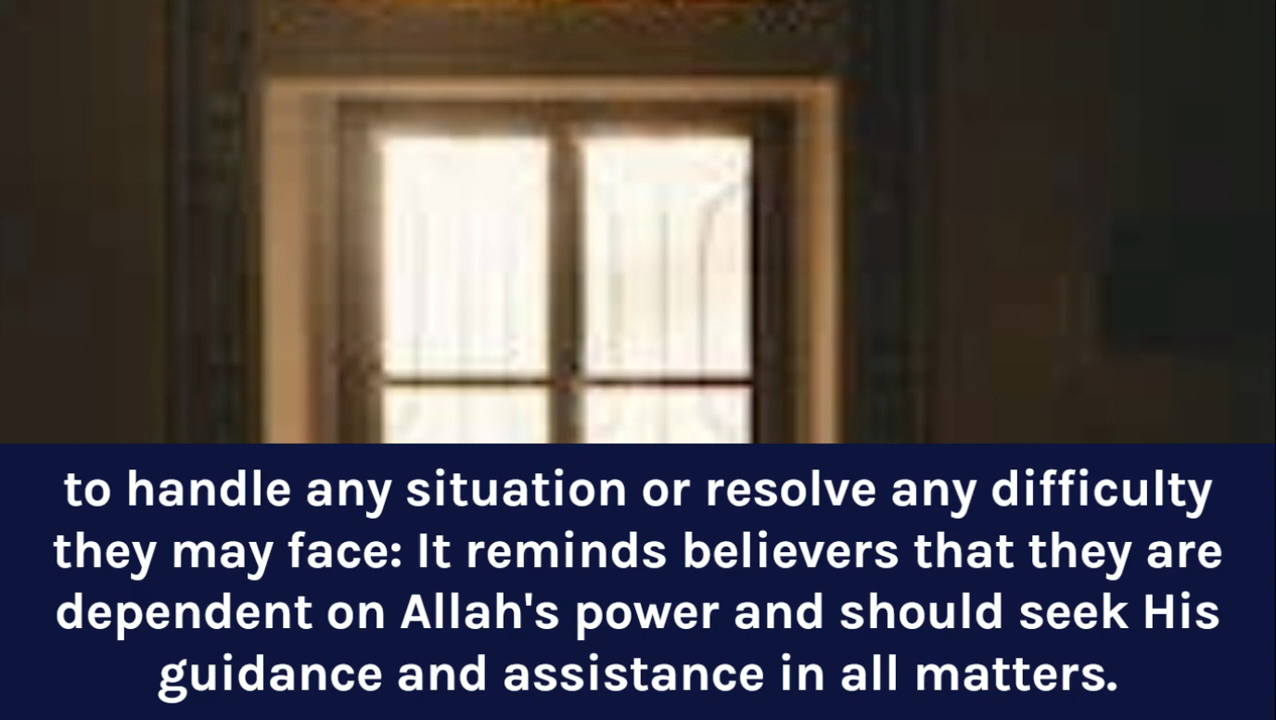 to handle any situation or resolve any difficulty
they may face: It reminds believers that they are
dependent on Allah's power and should seek His
guidance and assistance in all matters.